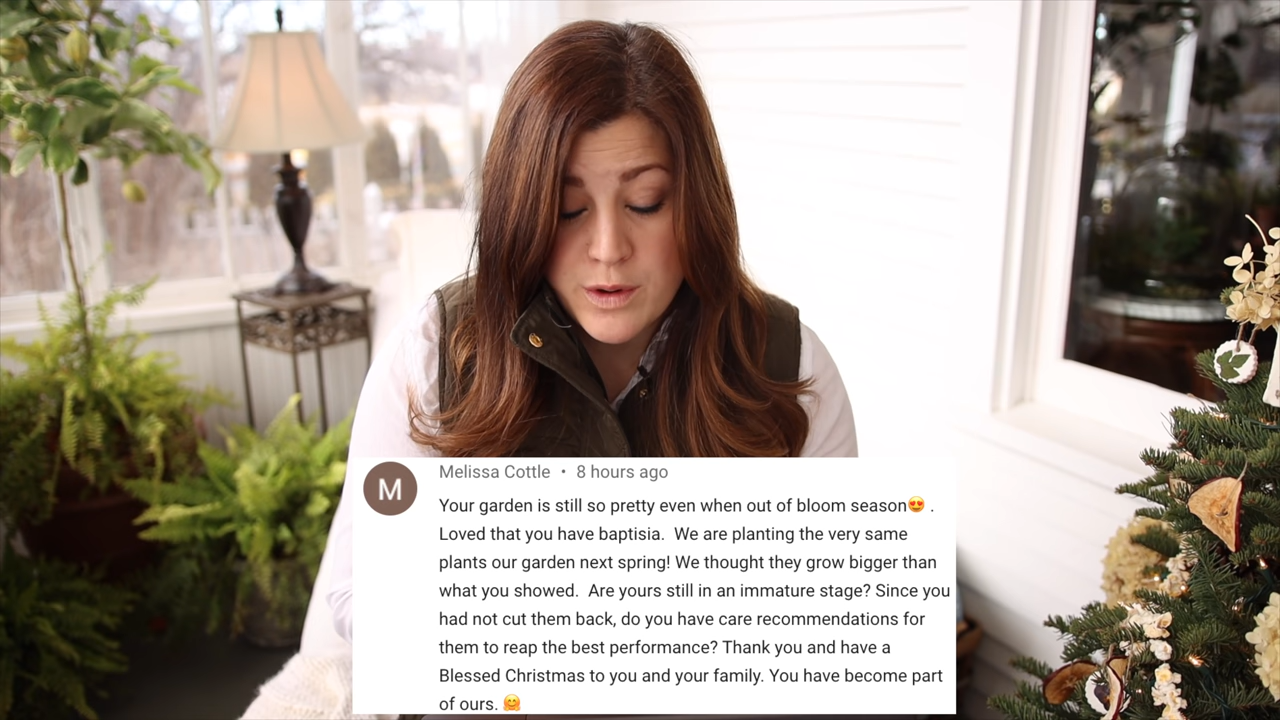 M
Melissa Cottle • 8 hours ago
Your garden is still so pretty even when out of bloom season😍 .
Loved that you have baptisia.  We are planting the very same
plants our garden next spring! We thought they grow bigger than
what you showed.  Are yours still in an immature stage? Since you
had not cut them back, do you have care recommendations for
them to reap the best performance? Thank you and have a
Blessed Christmas to you and your family. You have become part
of ours. 🤗